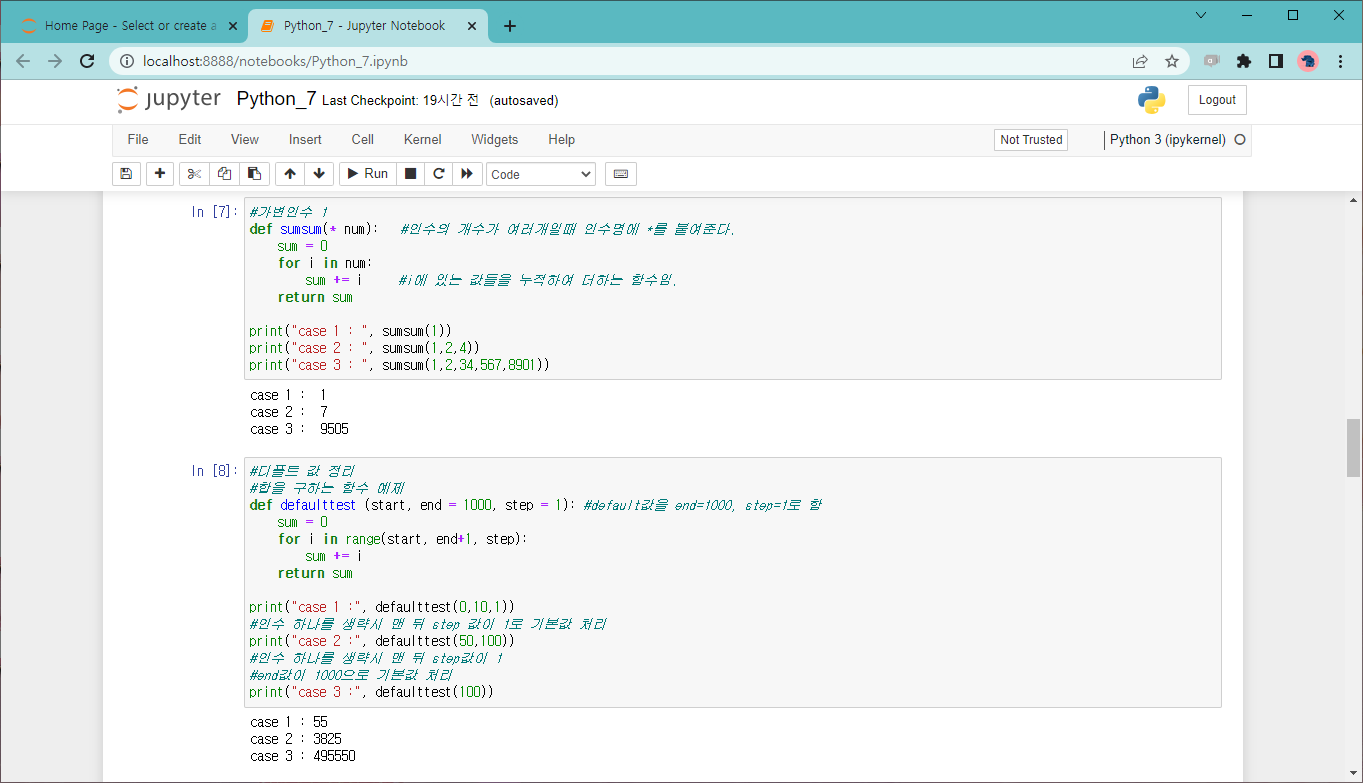 Home Page - Select or create a
Python_7 - Jupyter Notebook
localhost:8888/notebooks/Python_7.ipynb
jupyter Python_7 Last Checkpoint: 19시간 전 (autosaved)
Logout
File Edit View Insert Cell Kernel Widgets Help
Not Trusted
Python 3 (ipykernel)
Run
Code
In [7]: #가변인수 1
def sumsum(* num):   #인수의 개수가 여러개일때 인수명에 *를 붙여준다.
    sum = 0
    for i in num:
        sum += i     #i에 있는 값들을 누적하여 더하는 함수임.
    return sum
print("case 1 : ", sumsum(1))
print("case 2 : ", sumsum(1,2,4))
print("case 3 : ", sumsum(1,2,34,567,8901))
case 1 :  1
case 2 :  7
case 3 :  9505
In [8]: #디폴트 값 정리
#합을 구하는 함수 예제
def defaulttest (start, end = 1000, step = 1): #default값을 end=1000, step=1로 함
    sum = 0
    for i in range(start, end+1, step):
        sum += i
    return sum
print("case 1 :", defaulttest(0,10,1))
#인수 하나를 생략시 맨 뒤 step 값이 1로 기본값 처리
print("case 2 :", defaulttest(50,100))
#인수 하나를 생략시 맨 뒤 step값이 1
#end값이 1000으로 기본값 처리
print("case 3 :", defaulttest(100))
case 1 : 55
case 2 : 3825
case 3 : 495550